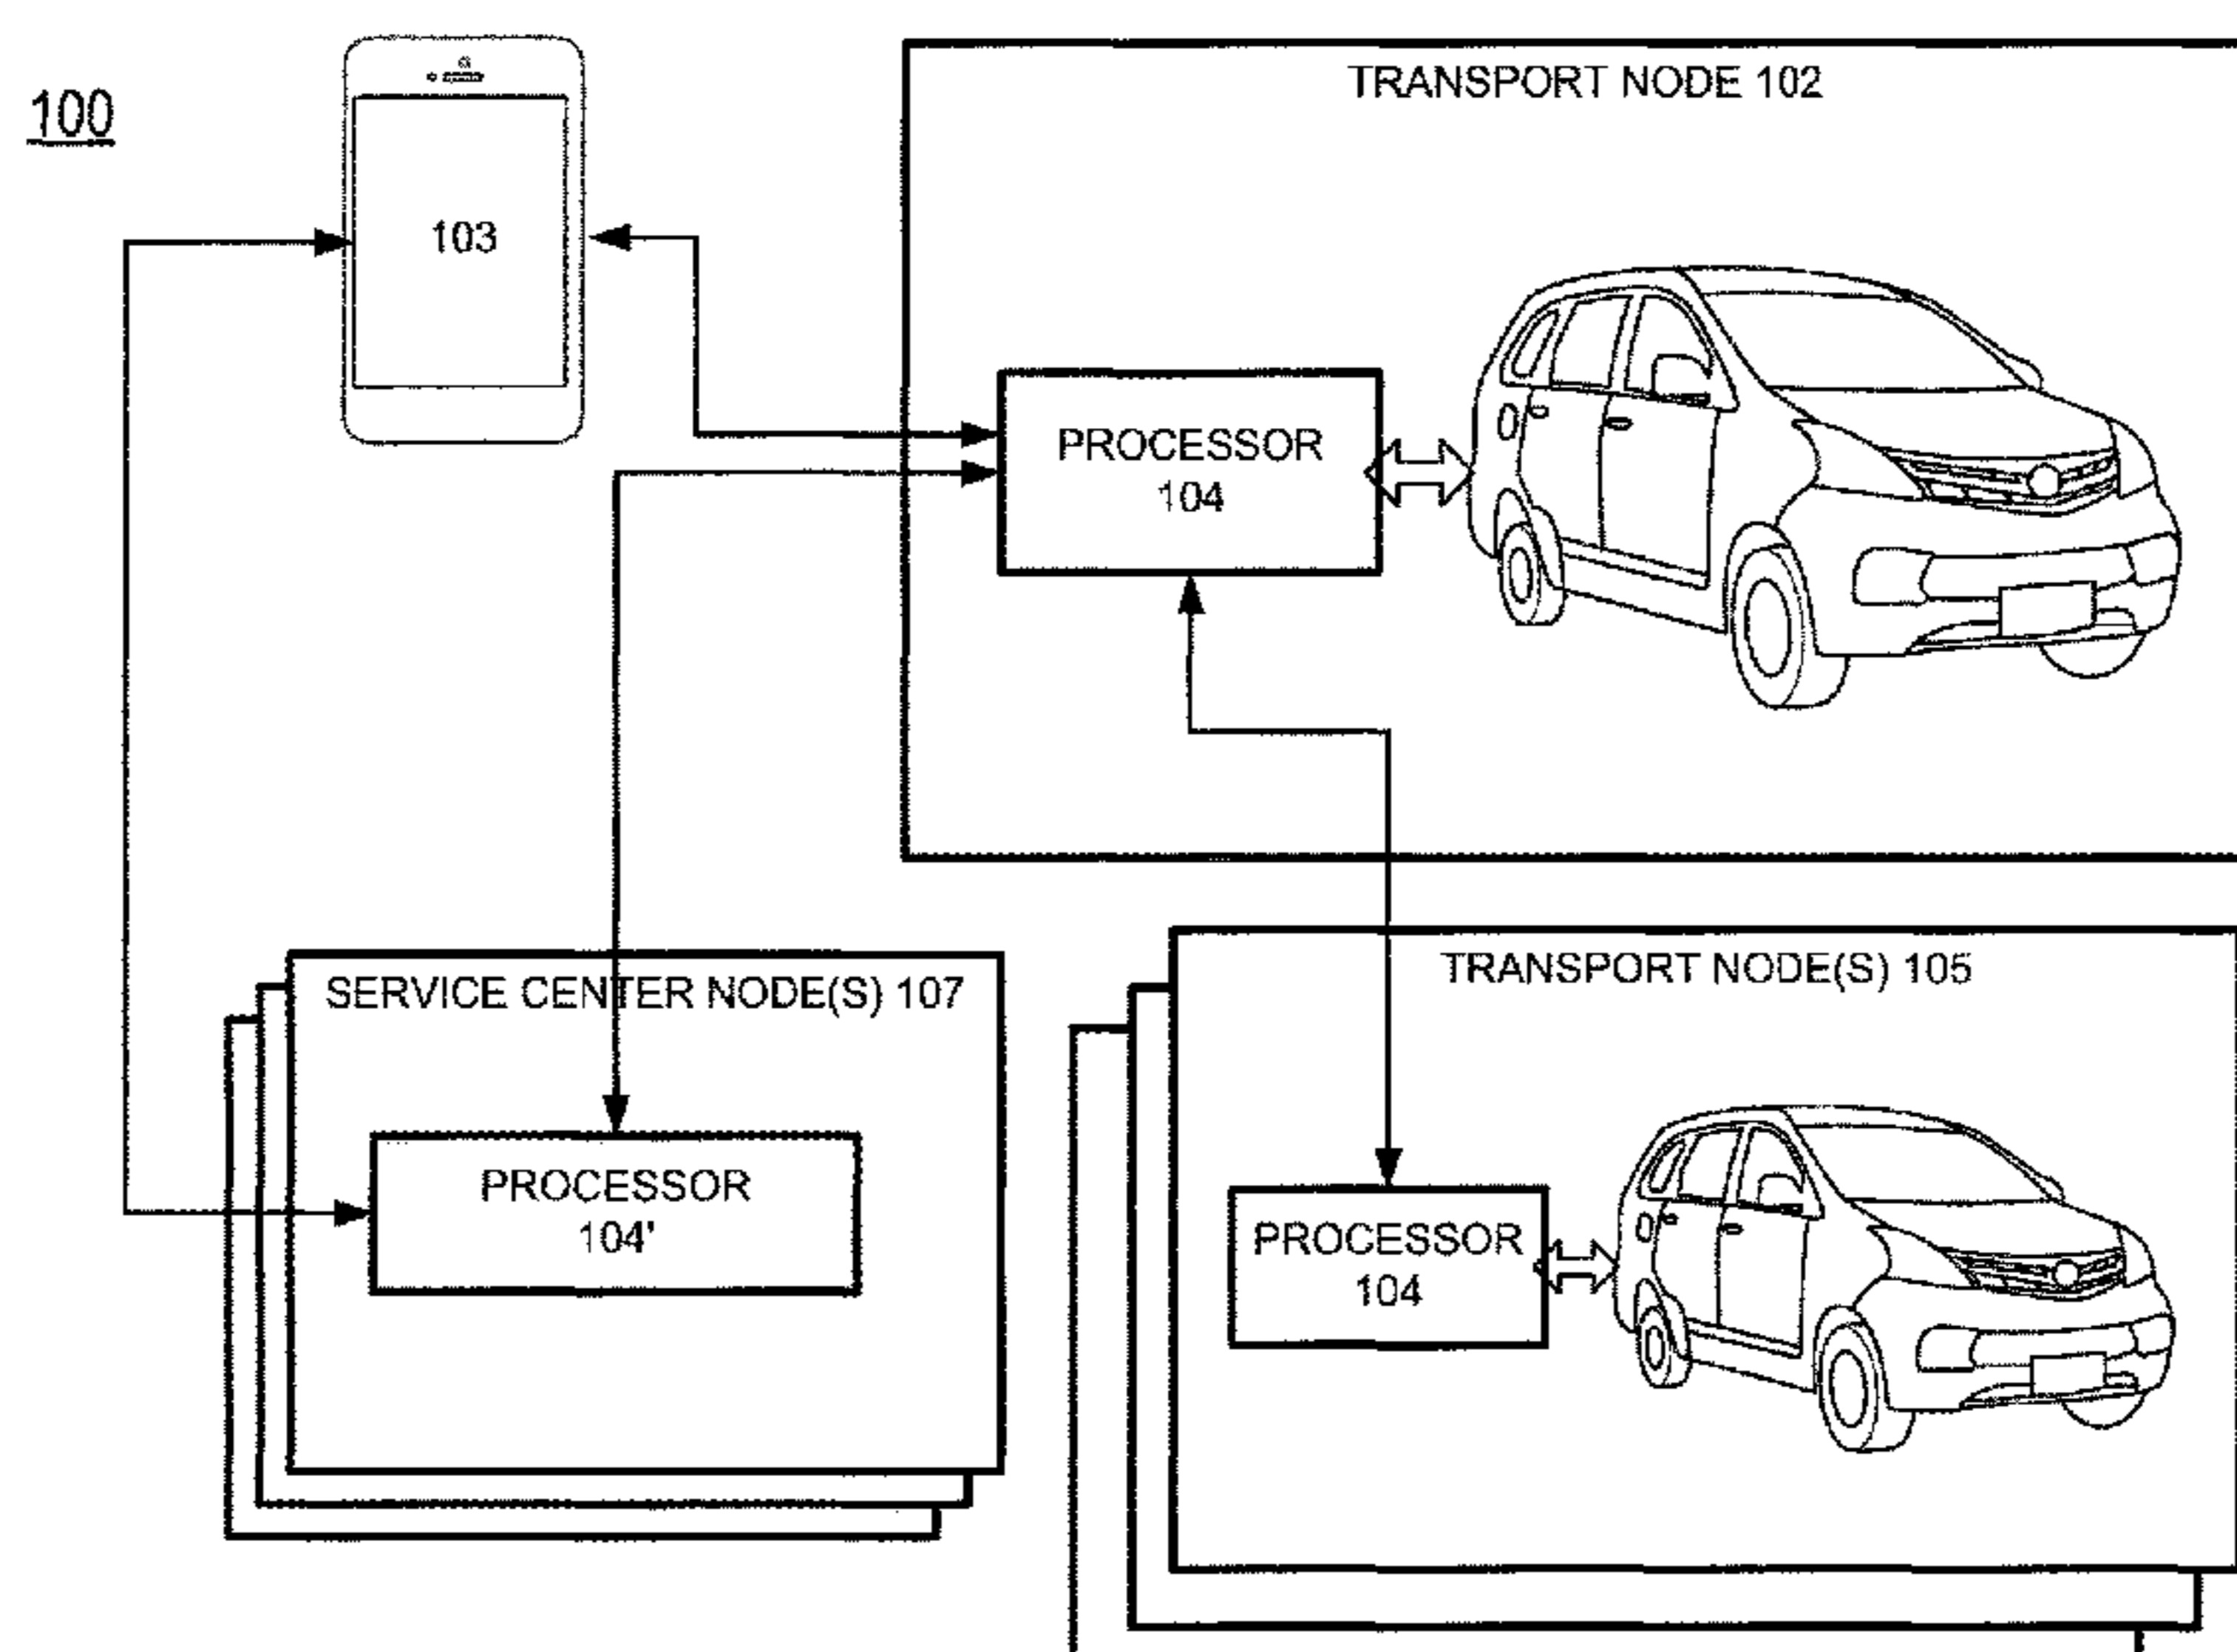 100
103
TRANSPORT NODE 102
PROCESSOR
104
SERVICE CENTER NODE(S) 107
PROCESSOR
104'
TRANSPORT NODE(S) 105
PROCESSOR
104